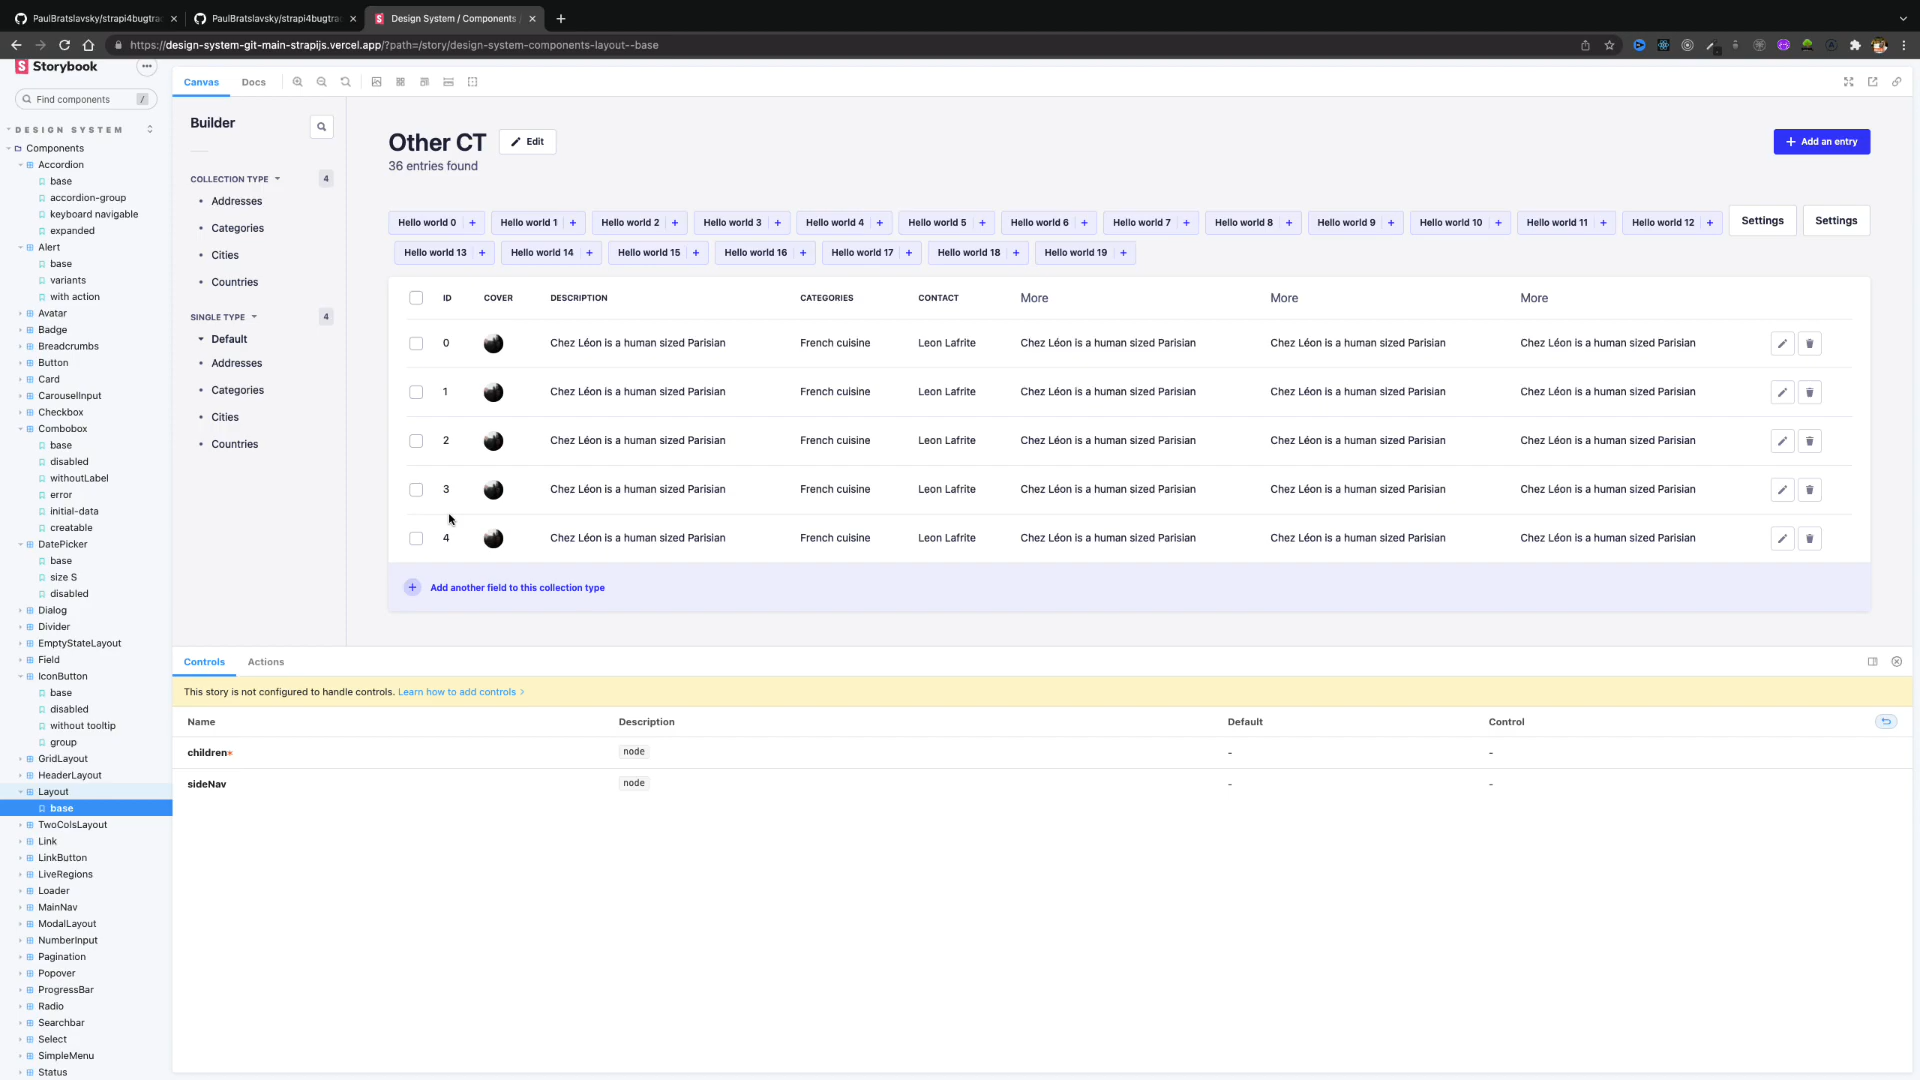 PaulBratslavsky/strapi4bugtra
PaulBratslavsky/strapi4bugtra
Design System / Components
https://design-system-git-main-strapijs.vercel.app/?path=/story/design-system-components-layout--base
Storybook
Canvas
Docs
Find components
/
DESIGN SYSTEM
Components
Accordion
base
accordion-group
keyboard navigable
expanded
Alert
base
variants
with action
Avatar
Badge
Breadcrumbs
Button
Card
CarouselInput
Checkbox
Combobox
base
disabled
withoutLabel
error
initial-data
creatable
DatePicker
base
size S
disabled
Dialog
Divider
EmptyStateLayout
Field
IconButton
base
disabled
without tooltip
group
GridLayout
HeaderLayout
Layout
base
TwoColsLayout
Link
LinkButton
LiveRegions
Loader
MainNav
ModalLayout
NumberInput
Pagination
Popover
ProgressBar
Radio
Searchbar
Select
SimpleMenu
Status
Builder
COLLECTION TYPE 4
Addresses
Categories
Cities
Countries
SINGLE TYPE 4
Default
Addresses
Categories
Cities
Countries
Other CT Edit
36 entries found
Add an entry
Hello world 0 Hello world 1 Hello world 2 Hello world 3 Hello world 4 Hello world 5 Hello world 6 Hello world 7 Hello world 8 Hello world 9 Hello world 10 Hello world 11 Hello world 12 Settings Settings
Hello world 13 Hello world 14 Hello world 15 Hello world 16 Hello world 17 Hello world 18 Hello world 19
ID COVER DESCRIPTION CATEGORIES CONTACT More More More
0 Chez Léon is a human sized Parisian French cuisine Leon Lafrite Chez Léon is a human sized Parisian Chez Léon is a human sized Parisian Chez Léon is a human sized Parisian
1 Chez Léon is a human sized Parisian French cuisine Leon Lafrite Chez Léon is a human sized Parisian Chez Léon is a human sized Parisian Chez Léon is a human sized Parisian
2 Chez Léon is a human sized Parisian French cuisine Leon Lafrite Chez Léon is a human sized Parisian Chez Léon is a human sized Parisian Chez Léon is a human sized Parisian
3 Chez Léon is a human sized Parisian French cuisine Leon Lafrite Chez Léon is a human sized Parisian Chez Léon is a human sized Parisian Chez Léon is a human sized Parisian
4 Chez Léon is a human sized Parisian French cuisine Leon Lafrite Chez Léon is a human sized Parisian Chez Léon is a human sized Parisian Chez Léon is a human sized Parisian
Add another field to this collection type
Controls Actions
This story is not configured to handle controls. Learn how to add controls
Name Description Default Control
children* node - -
sideNav node - -